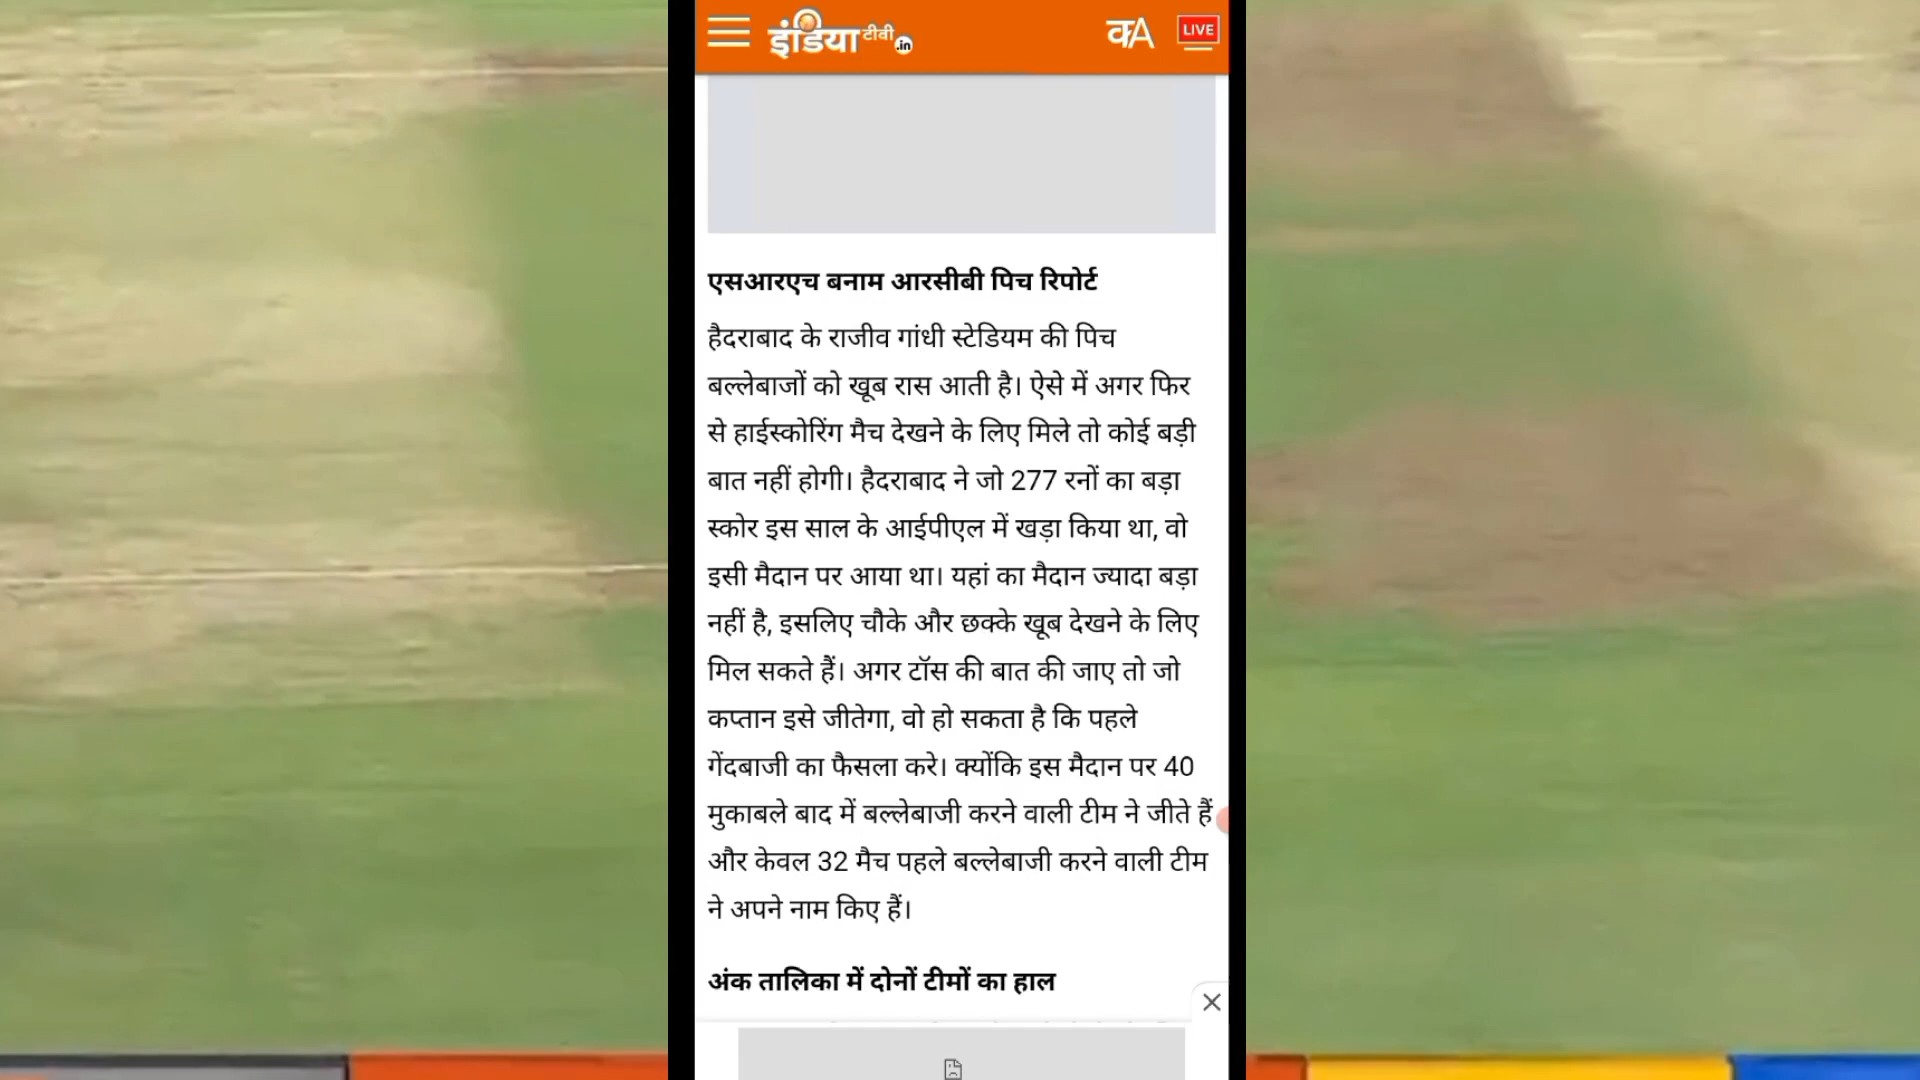 इंडिया टीवी .in
कA
LIVE
एसआरएच बनाम आरसीबी पिच रिपोर्ट
हैदराबाद के राजीव गांधी स्टेडियम की पिच
बल्लेबाजों को खूब रास आती है। ऐसे में अगर फिर
से हाईस्कोरिंग मैच देखने के लिए मिले तो कोई बड़ी
बात नहीं होगी। हैदराबाद ने जो 277 रनों का बड़ा
स्कोर इस साल के आईपीएल में खड़ा किया था, वो
इसी मैदान पर आया था। यहां का मैदान ज्यादा बड़ा
नहीं है, इसलिए चौके और छक्के खूब देखने के लिए
मिल सकते हैं। अगर टॉस की बात की जाए तो जो
कप्तान इसे जीतेगा, वो हो सकता है कि पहले
गेंदबाजी का फैसला करे। क्योंकि इस मैदान पर 40
मुकाबले बाद में बल्लेबाजी करने वाली टीम ने जीते हैं
और केवल 32 मैच पहले बल्लेबाजी करने वाली टीम
ने अपने नाम किए हैं।
अंक तालिका में दोनों टीमों का हाल